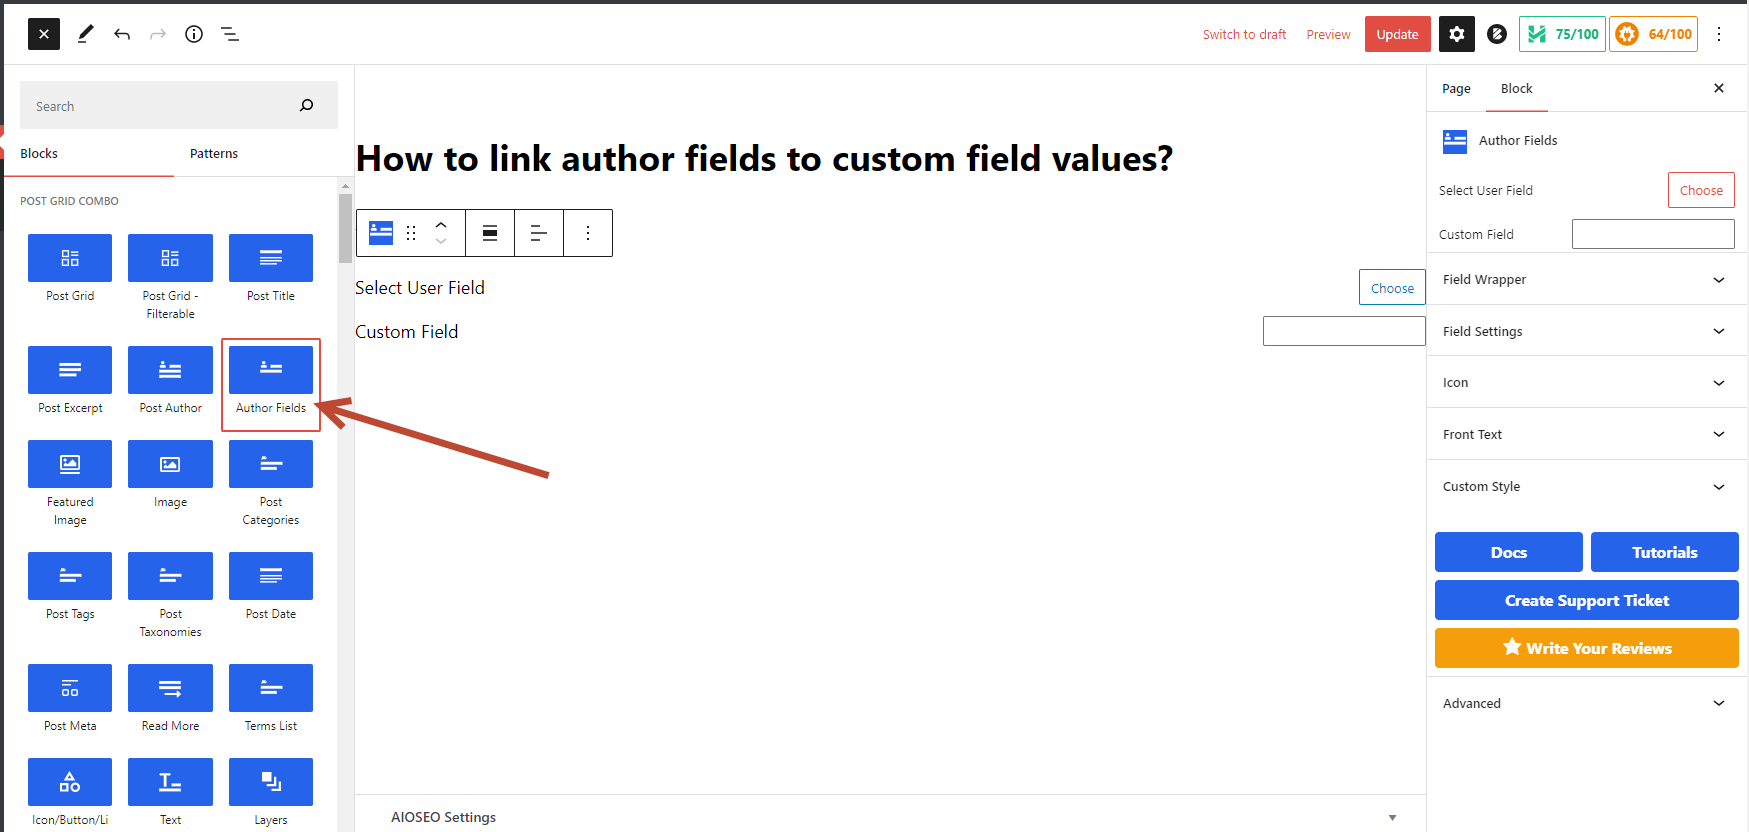 Switch to draft
Preview
Update
75/100
64/100
Search
Blocks
Patterns
POST GRID COMBO
Post Grid
Post Grid -
Filterable
Post Title
Post Excerpt
Post Author
Author Fields
Featured
Image
Image
Post
Categories
Post Tags
Post
Taxonomies
Post Date
Post Meta
Read More
Terms List
Icon/Button/Li
Text
Layers
How to link author fields to custom field values?
Select User Field
Choose
Custom Field
AIOSEO Settings
Page
Block
Author Fields
Select User Field
Choose
Custom Field
Field Wrapper
Field Settings
Icon
Front Text
Custom Style
Docs
Tutorials
Create Support Ticket
Write Your Reviews
Advanced